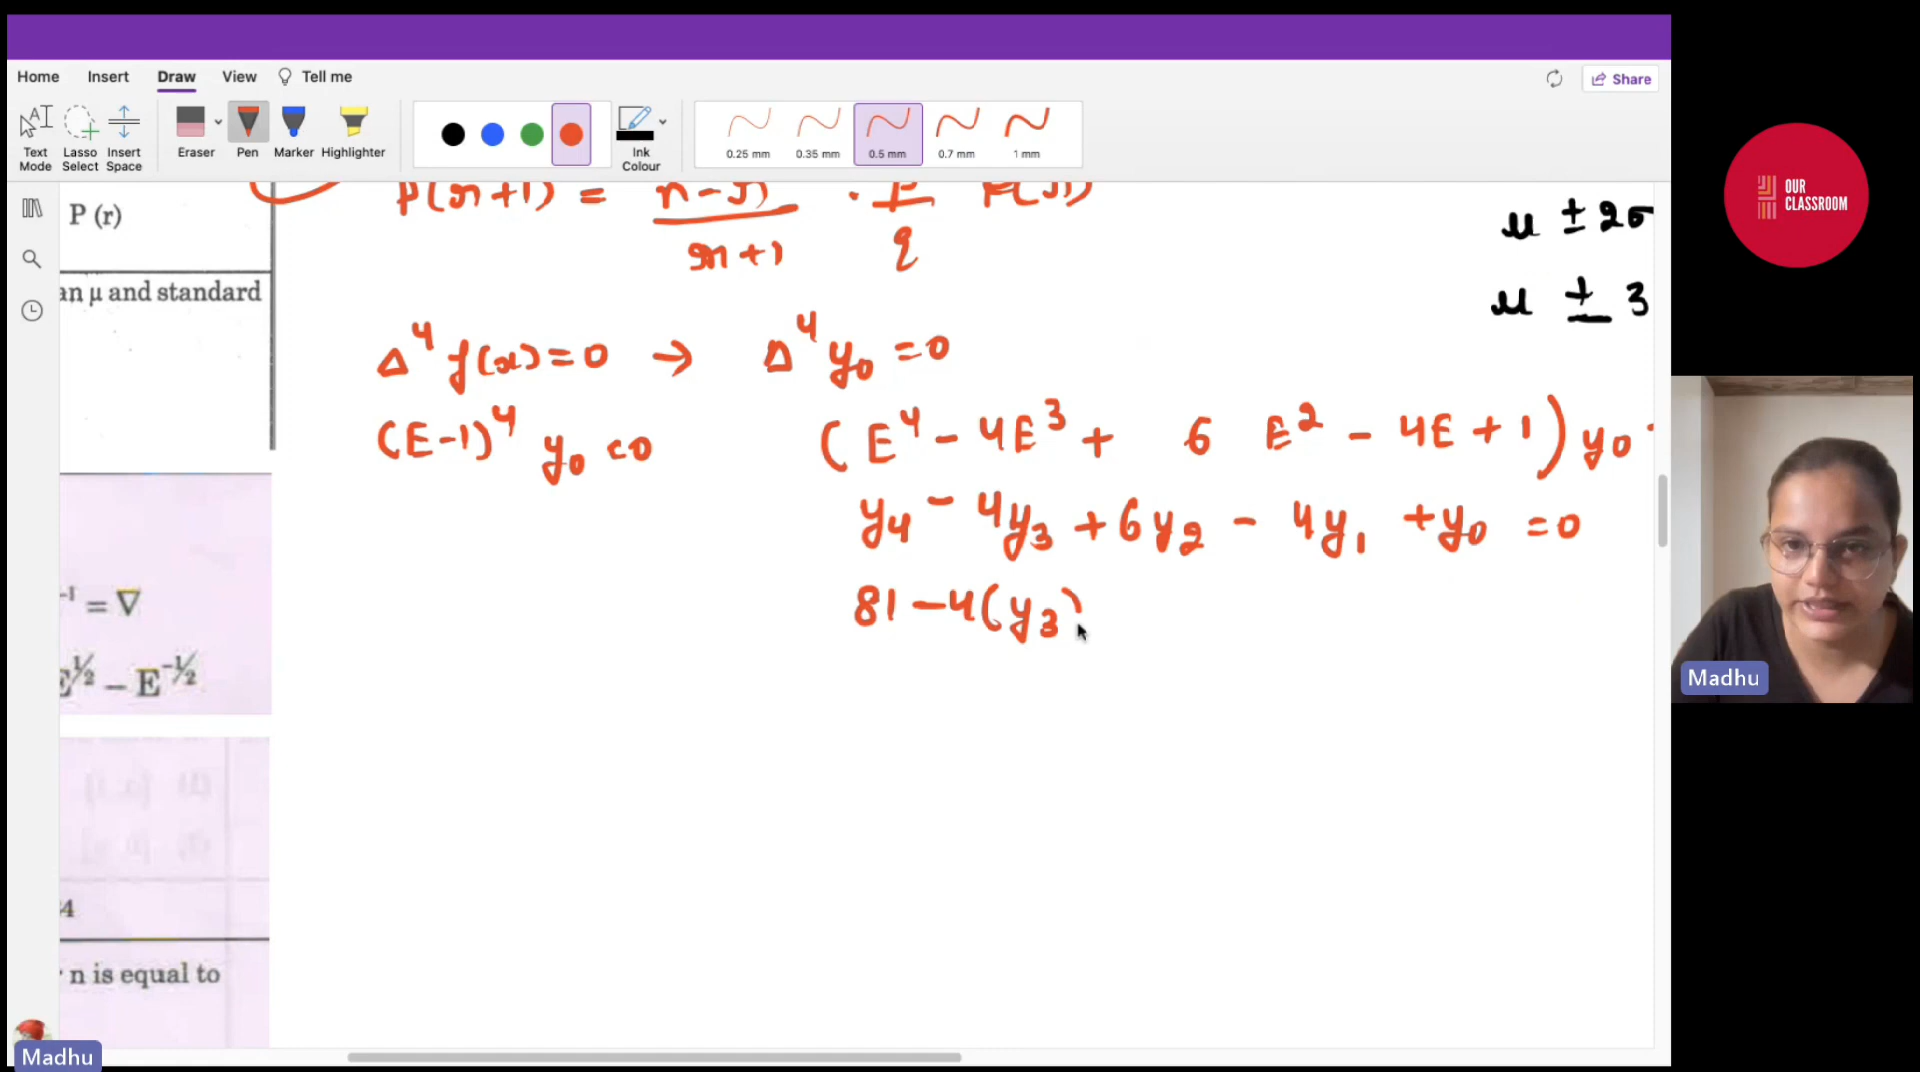 Home Insert Draw View Tell me
Share
Text Mode
Lasso Select
Insert Space
Eraser
Pen
Marker
Highlighter
Ink Colour
0.25 mm
0.35 mm
0.5 mm
0.7 mm
1 mm
OUR CLASSROOM
P (r)
an μ and standard
⁻¹ = ∇
E^½ – E^-½
4
n is equal to
μ ± 2σ
μ ± 3
Δ⁴ f(x) = 0 → Δ⁴ y₀ = 0
(E-1)⁴ y₀ = 0
(E⁴ - 4E³ + 6 E² - 4E + 1) y₀
y₄ - 4y₃ + 6y₂ - 4y₁ + y₀ = 0
81 - 4(y₃)
Madhu
Madhu